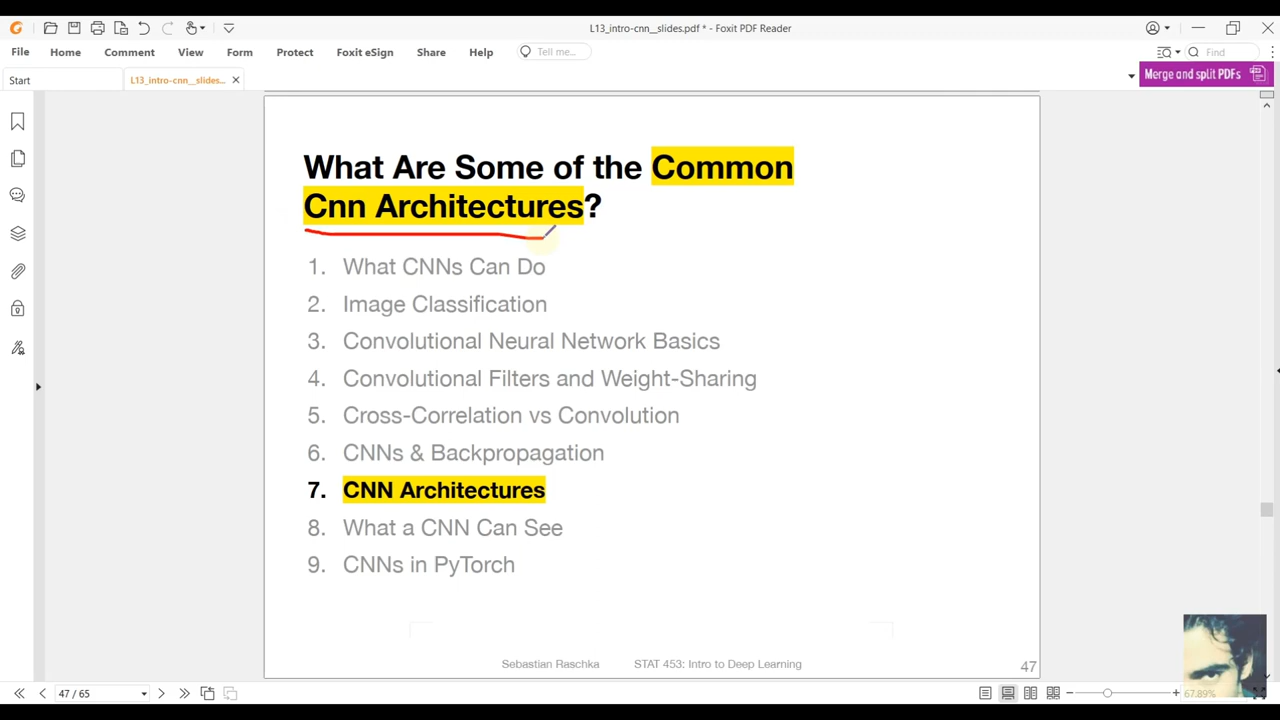 L13_intro-cnn__slides.pdf * - Foxit PDF Reader
File Home Comment View Form Protect Foxit eSign Share Help Tell me... Find
Start L13_intro-cnn__slides... Merge and split PDFs
What Are Some of the Common
Cnn Architectures?
1. What CNNs Can Do
2. Image Classification
3. Convolutional Neural Network Basics
4. Convolutional Filters and Weight-Sharing
5. Cross-Correlation vs Convolution
6. CNNs & Backpropagation
7. CNN Architectures
8. What a CNN Can See
9. CNNs in PyTorch
Sebastian Raschka STAT 453: Intro to Deep Learning 47
47 / 65 67.89%